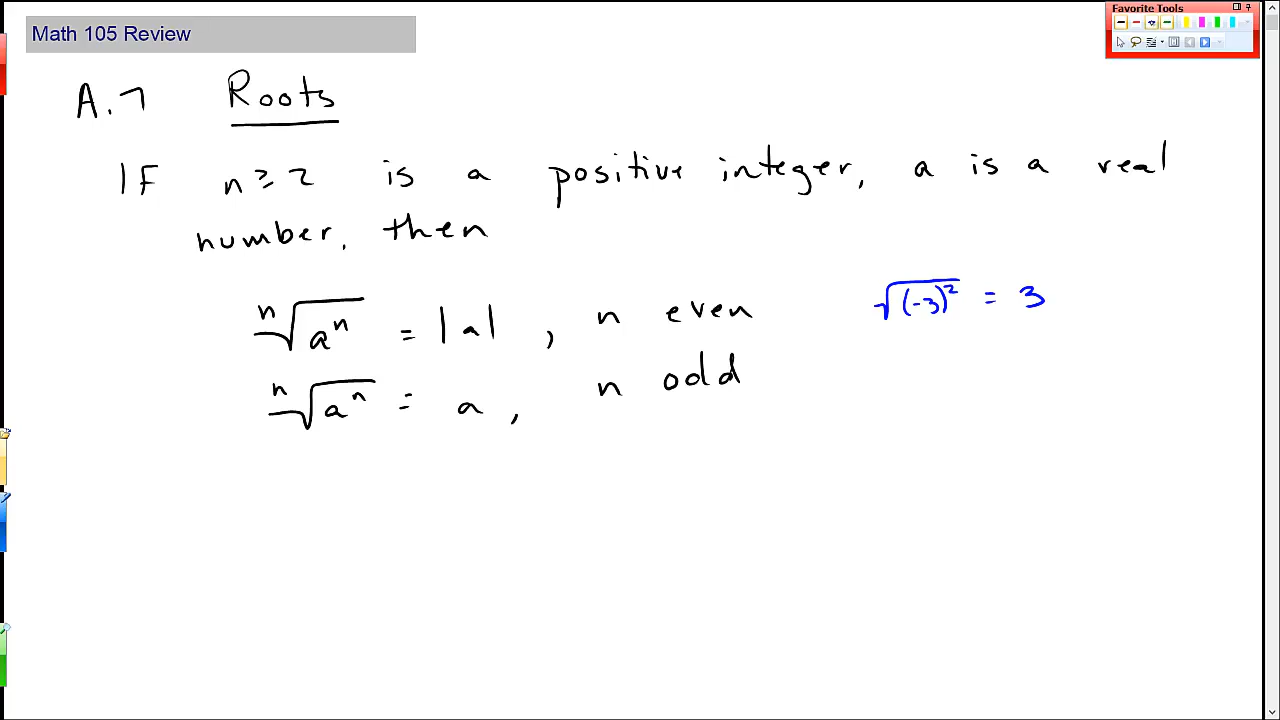 Favorite Tools
Math 105 Review
A.7 Roots
IF n ≥ 2 is a positive integer, a is a real
number, then
ⁿ√aⁿ = |a|, n even
√(-3)² = 3
ⁿ√aⁿ = a, n odd